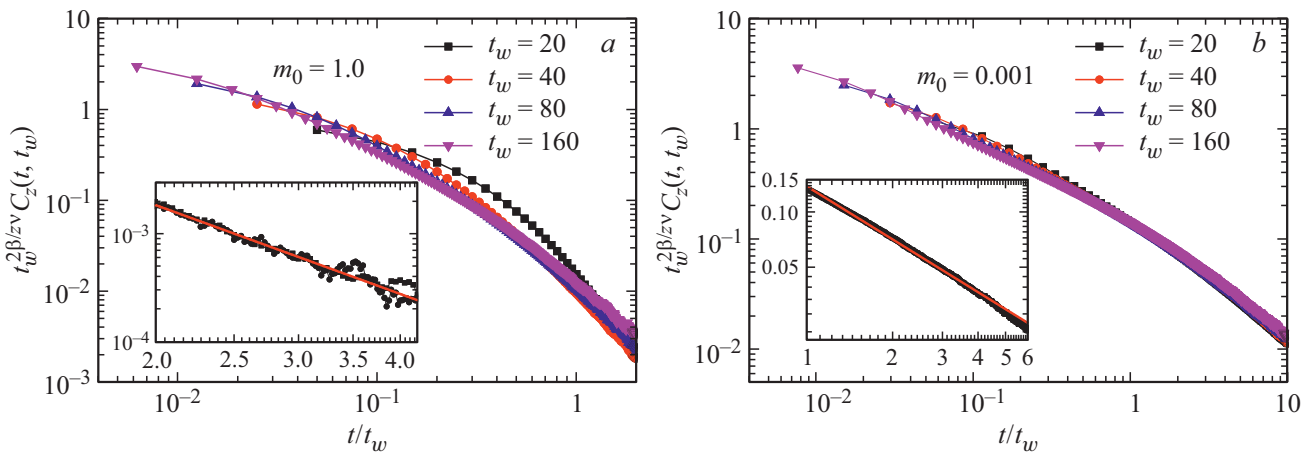 t_w^{2β/zν} C_z(t, t_w)
10
1
10^{-1}
10^{-2}
10^{-3}
m_0 = 1.0
t_w = 20
t_w = 40
t_w = 80
t_w = 160
a
10^{-3}
10^{-4}
2.0 2.5 3.0 3.5 4.0
10^{-2} 10^{-1} 1
t/t_w
t_w^{2β/zν} C_z(t, t_w)
10
1
10^{-1}
10^{-2}
m_0 = 0.001
t_w = 20
t_w = 40
t_w = 80
t_w = 160
b
0.15
0.10
0.05
1 2 3 4 5 6
10^{-2} 10^{-1} 1 10
t/t_w